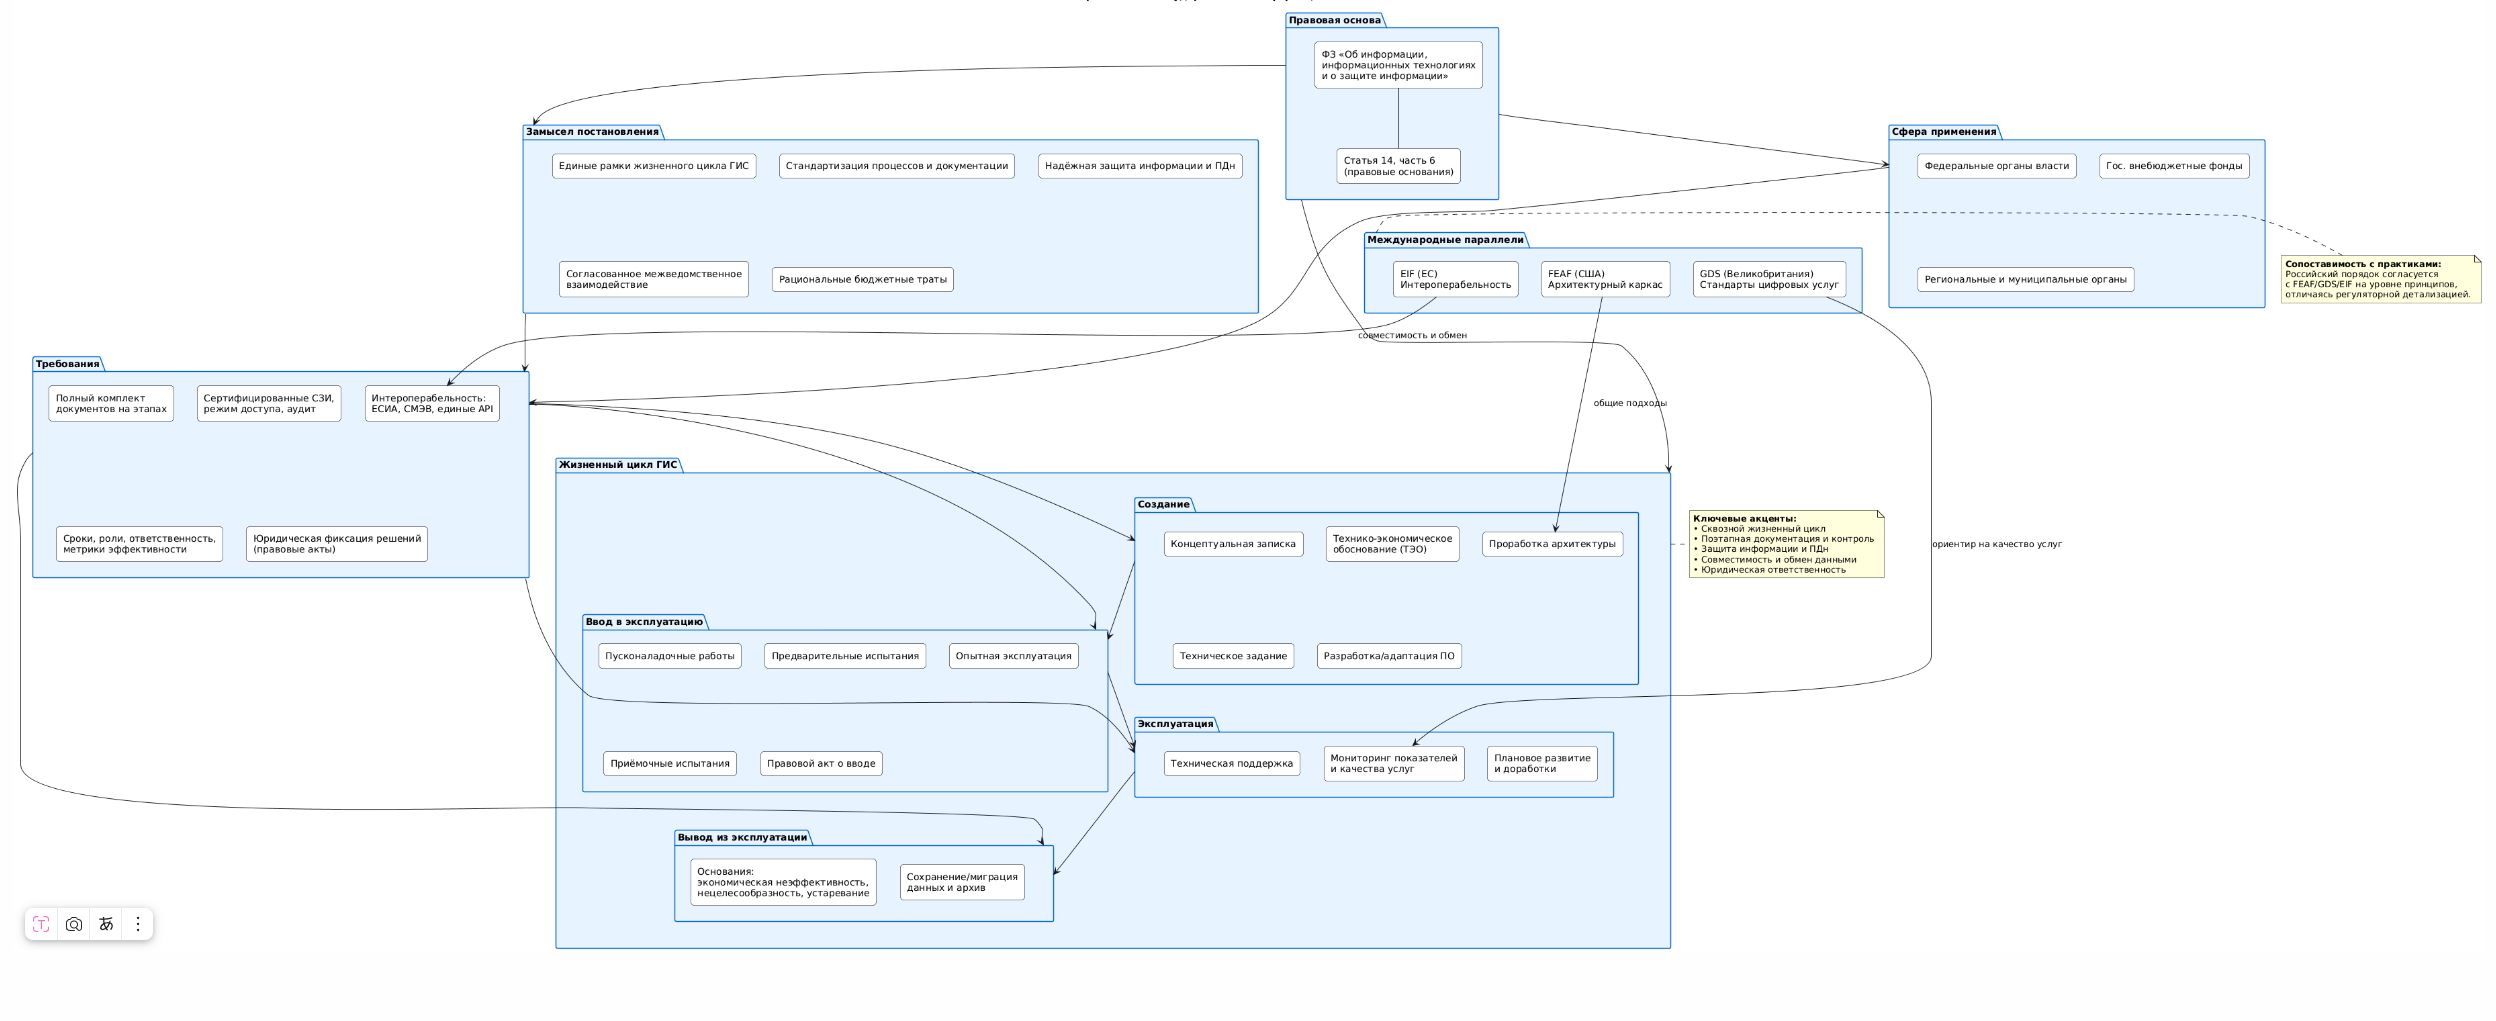 Правовая основа
ФЗ «Об информации,
информационных технологиях
и о защите информации»
Статья 14, часть 6
(правовые основания)
Замысел постановления
Единые рамки жизненного цикла ГИС
Стандартизация процессов и документации
Надёжная защита информации и ПДн
Согласованное межведомственное
взаимодействие
Рациональные бюджетные траты
Сфера применения
Федеральные органы власти
Гос. внебюджетные фонды
Региональные и муниципальные органы
Международные параллели
EIF (ЕС)
Интероперабельность
FEAF (США)
Архитектурный каркас
GDS (Великобритания)
Стандарты цифровых услуг
Сопоставимость с практиками:
Российский порядок согласуется
с FEAF/GDS/EIF на уровне принципов,
отличаясь регуляторной детализацией.
совместимость и обмен
Требования
Полный комплект
документов на этапах
Сертифицированные СЗИ,
режим доступа, аудит
Интероперабельность:
ЕСИА, СМЭВ, единые API
Сроки, роли, ответственность,
метрики эффективности
Юридическая фиксация решений
(правовые акты)
общие подходы
Жизненный цикл ГИС
Создание
Концептуальная записка
Технико-экономическое
обоснование (ТЭО)
Проработка архитектуры
Техническое задание
Разработка/адаптация ПО
Ключевые акценты:
• Сквозной жизненный цикл
• Поэтапная документация и контроль
• Защита информации и ПДн
• Совместимость и обмен данными
• Юридическая ответственность
ориентир на качество услуг
Ввод в эксплуатацию
Пусконаладочные работы
Предварительные испытания
Опытная эксплуатация
Приёмочные испытания
Правовой акт о вводе
Эксплуатация
Техническая поддержка
Мониторинг показателей
и качества услуг
Плановое развитие
и доработки
Вывод из эксплуатации
Основания:
экономическая неэффективность,
нецелесообразность, устаревание
Сохранение/миграция
данных и архив